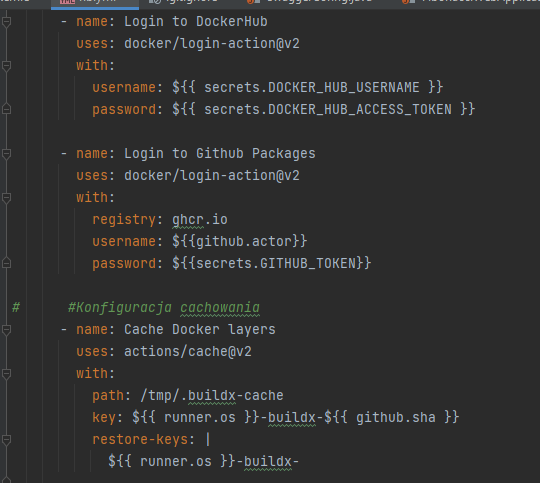 - name: Login to DockerHub
uses: docker/login-action@v2
with:
username: ${{ secrets.DOCKER_HUB_USERNAME }}
password: ${{ secrets.DOCKER_HUB_ACCESS_TOKEN }}
- name: Login to Github Packages
uses: docker/login-action@v2
with:
registry: ghcr.io
username: ${{github.actor}}
password: ${{secrets.GITHUB_TOKEN}}
# #Konfiguracja cachowania
- name: Cache Docker layers
uses: actions/cache@v2
with:
path: /tmp/.buildx-cache
key: ${{ runner.os }}-buildx-${{ github.sha }}
restore-keys: |
${{ runner.os }}-buildx-